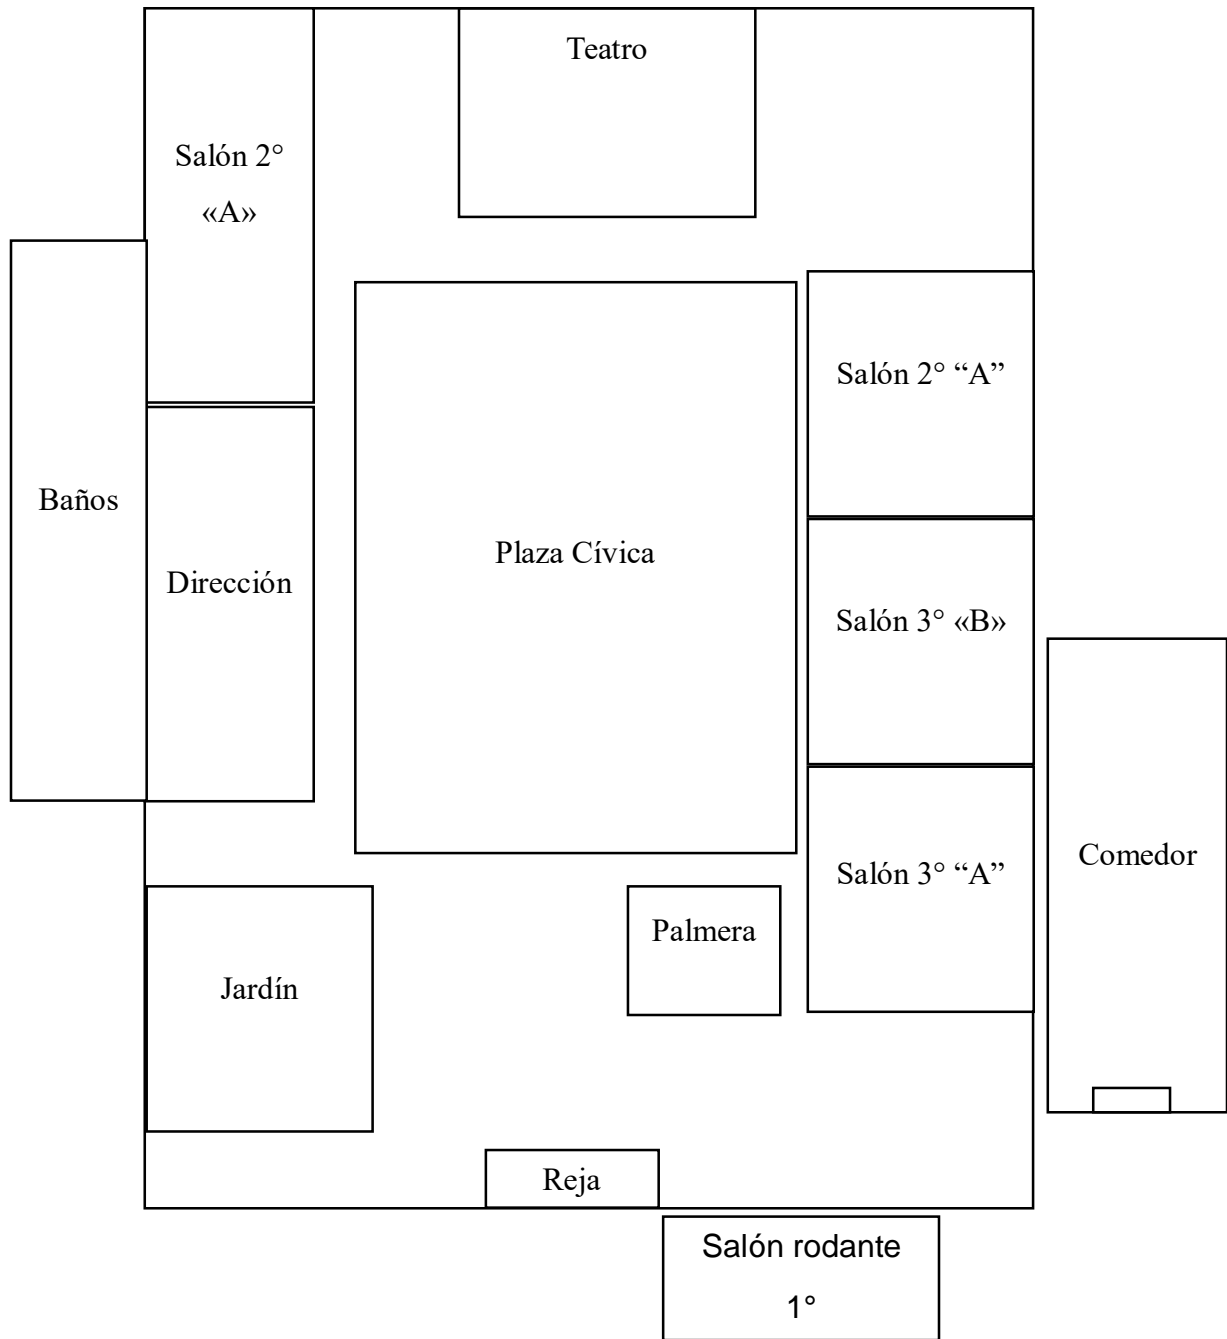 Teatro
Salón 2°
«A»
Salón 2° “A”
Baños
Plaza Cívica
Dirección
Salón 3° «B»
Comedor
Salón 3° “A”
Palmera
Jardín
Reja
Salón rodante
1°